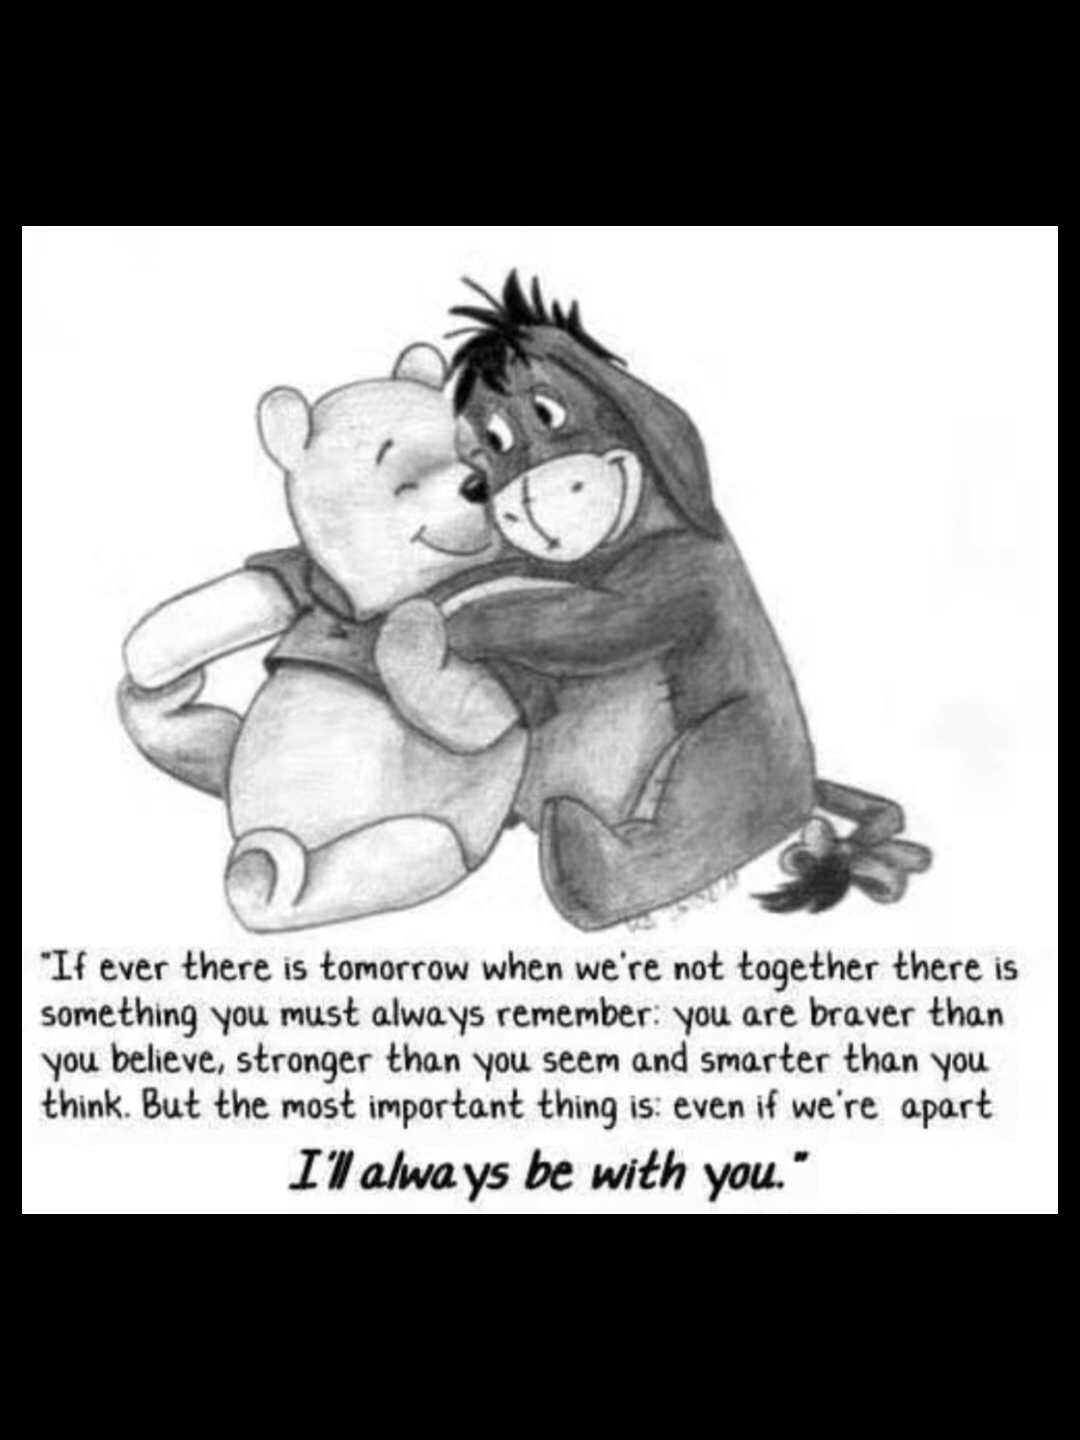 "If ever there is tomorrow when we're not together there is
something you must always remember: you are braver than
you believe, stronger than you seem and smarter than you
think. But the most important thing is: even if we're apart
I'll always be with you."